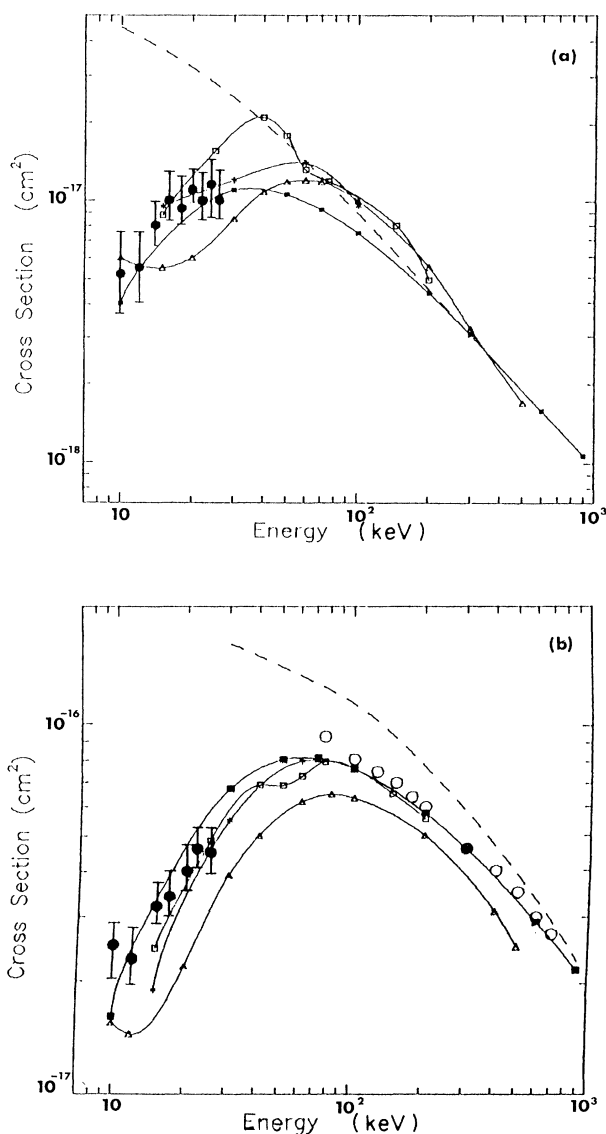 (a)
10⁻¹⁷
10⁻¹⁸
Cross Section (cm²)
10
10²
10³
Energy (keV)
(b)
10⁻¹⁶
10⁻¹⁷
Cross Section (cm²)
10
10²
10³
Energy (keV)